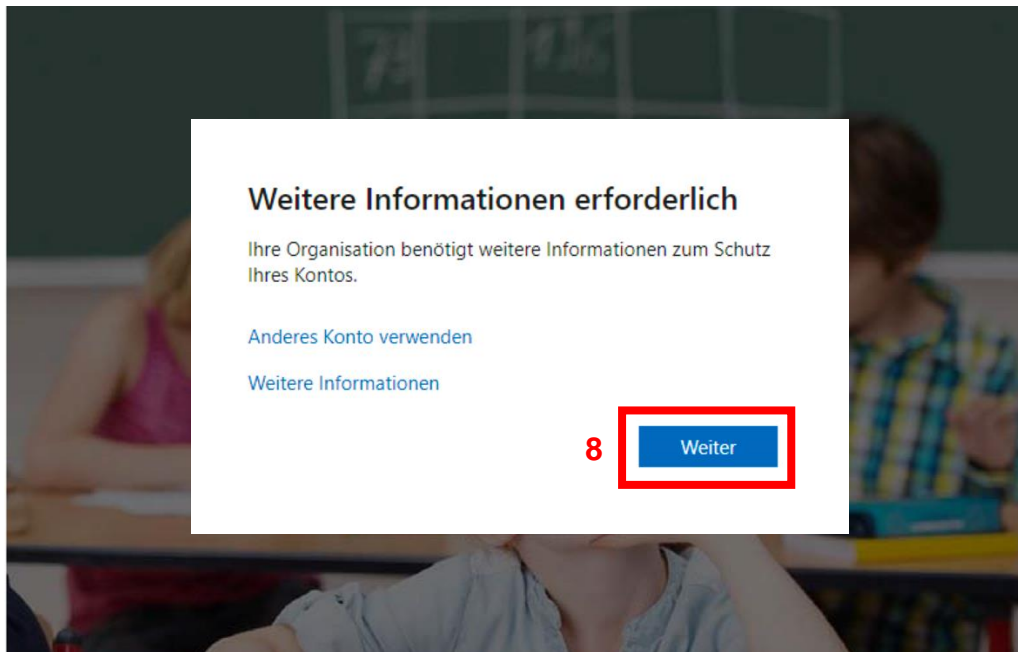 Weitere Informationen erforderlich
Ihre Organisation benötigt weitere Informationen zum Schutz
Ihres Kontos.
Anderes Konto verwenden
Weitere Informationen
8
Weiter